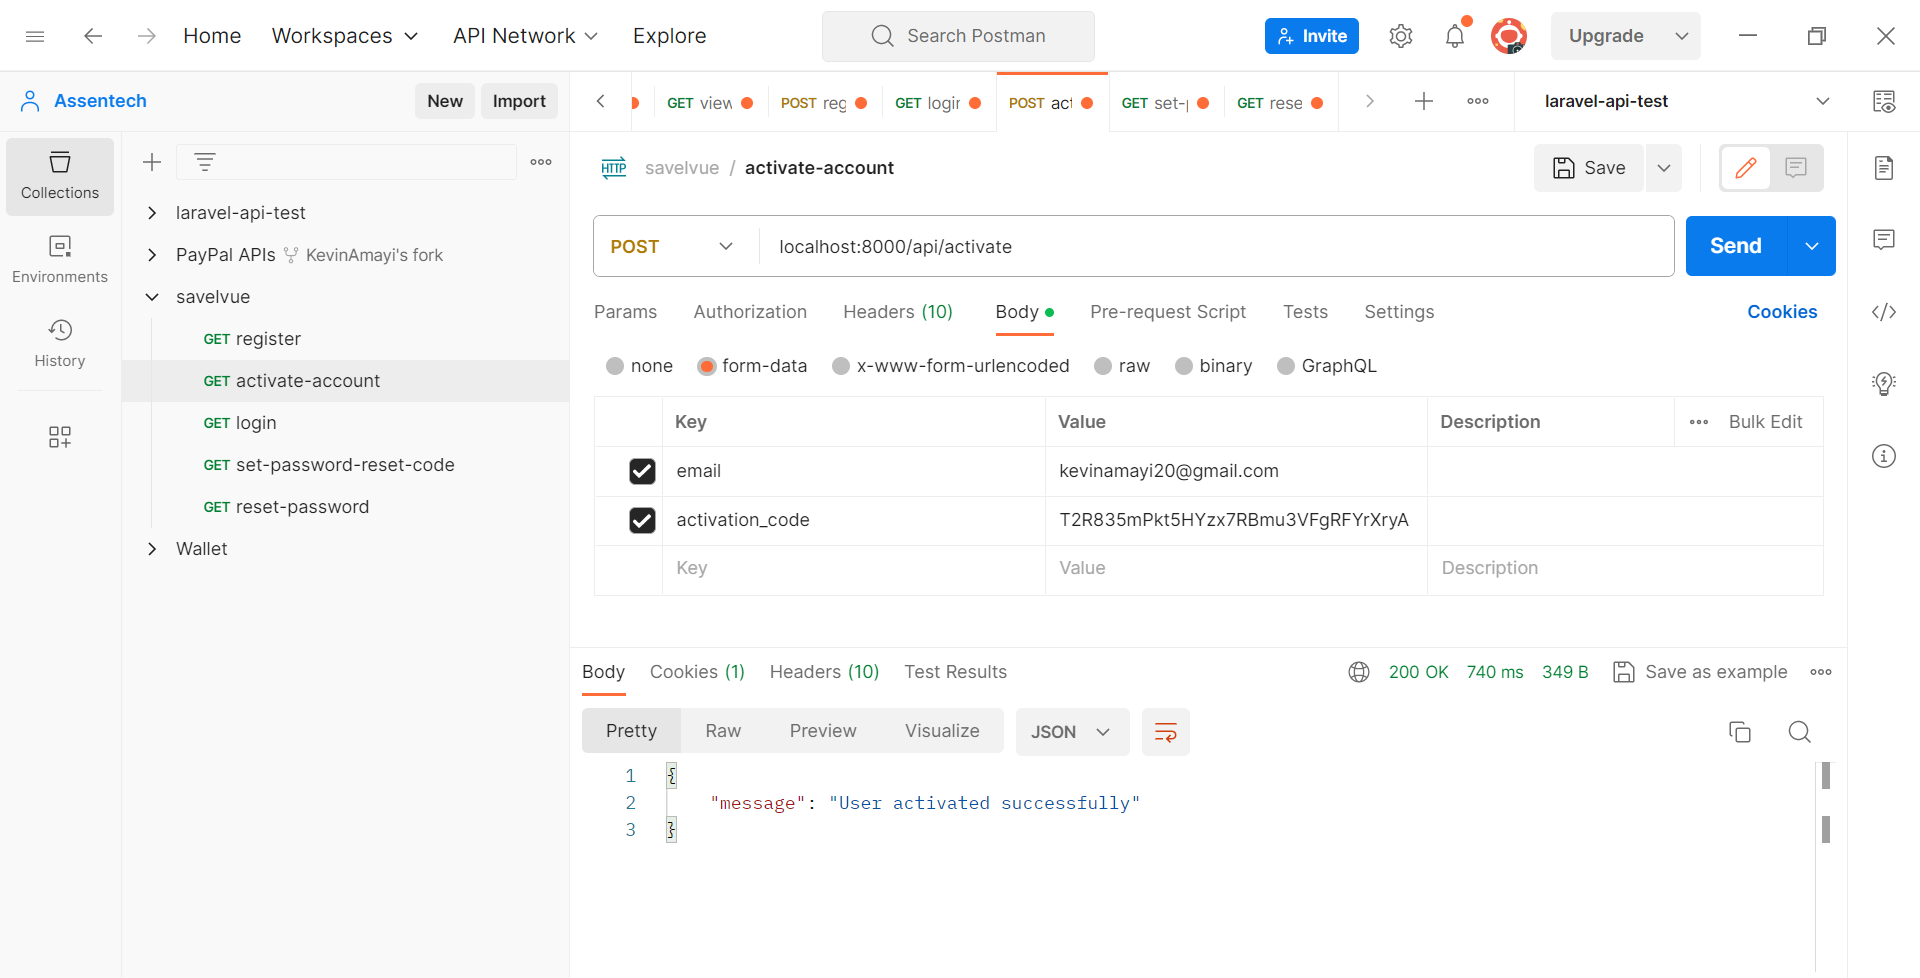 Home Workspaces API Network Explore Search Postman Invite Upgrade
Assentech New Import
GET view POST reg GET login POST act GET set-p GET rese laravel-api-test
Collections
Environments
History
laravel-api-test
PayPal APIs KevinAmayi's fork
savelvue
GET register
GET activate-account
GET login
GET set-password-reset-code
GET reset-password
Wallet
HTTP savelvue / activate-account Save
POST localhost:8000/api/activate Send
Params Authorization Headers (10) Body Pre-request Script Tests Settings Cookies
none form-data x-www-form-urlencoded raw binary GraphQL
Key Value Description Bulk Edit
email kevinamayi20@gmail.com
activation_code T2R835mPkt5HYzx7RBmu3VFgRFYrXryA
Key Value Description
Body Cookies (1) Headers (10) Test Results 200 OK 740 ms 349 B Save as example
Pretty Raw Preview Visualize JSON
1 {
2 "message": "User activated successfully"
3 }